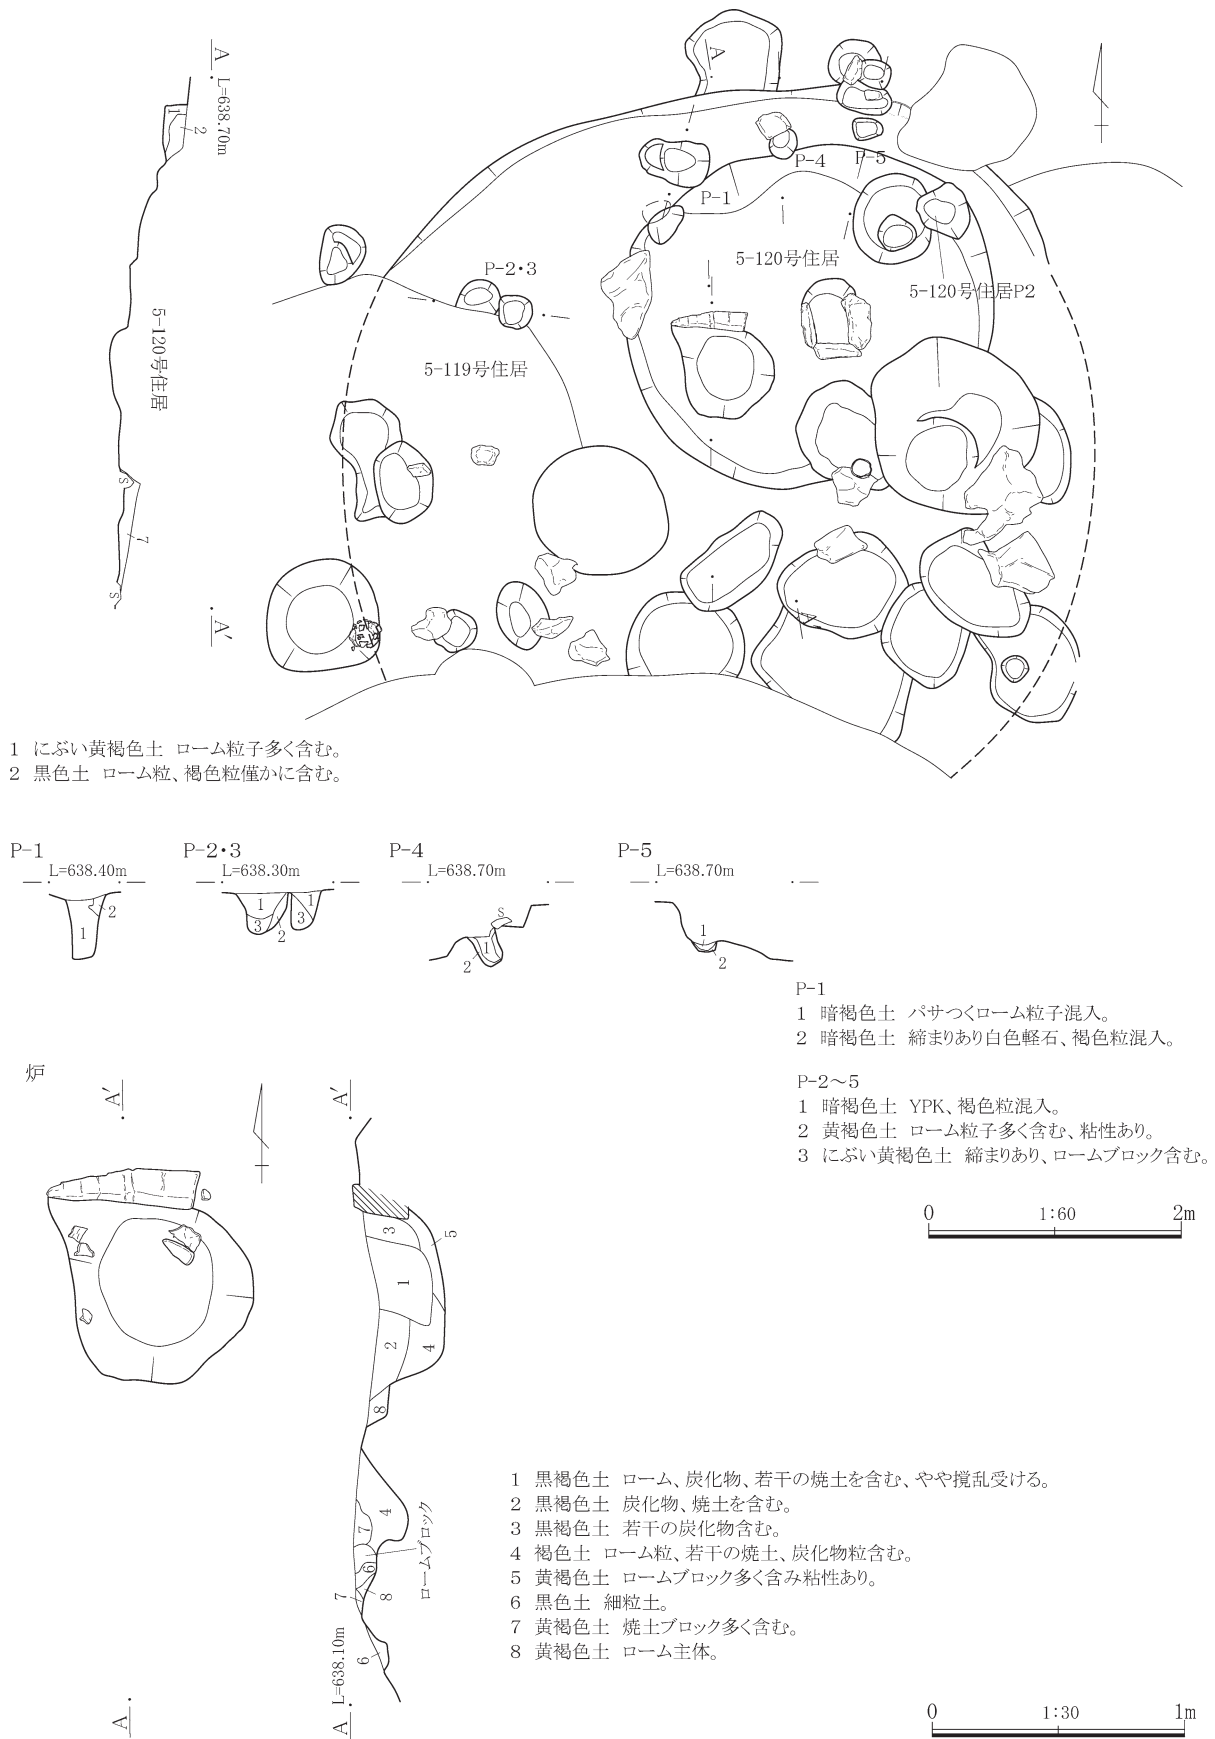 A
L=638.70m
1
2
5-120号住居
S
7
S
A′
A
P-4
P-5
P-1
P-2・3
5-120号住居
5-120号住居P2
5-119号住居
1 にぶい黄褐色土 ローム粒子多く含む。
2 黒色土 ローム粒、褐色粒僅かに含む。
P-1
L=638.40m
1
2
P-2・3
L=638.30m
1
3
2
1
3
P-4
L=638.70m
S
1
2
P-5
L=638.70m
1
2
P-1
1 暗褐色土 パサつくローム粒子混入。
2 暗褐色土 締まりあり白色軽石、褐色粒混入。
P-2～5
1 暗褐色土 YPK、褐色粒混入。
2 黄褐色土 ローム粒子多く含む、粘性あり。
3 にぶい黄褐色土 締まりあり、ロームブロック含む。
0 1:60 2m
炉
A′
A
A′
3
5
1
2
4
8
4
7
6
ロームブロック
7
8
6
L=638.10m
A
1 黒褐色土 ローム、炭化物、若干の焼土を含む、やや撹乱受ける。
2 黒褐色土 炭化物、焼土を含む。
3 黒褐色土 若干の炭化物含む。
4 褐色土 ローム粒、若干の焼土、炭化物粒含む。
5 黄褐色土 ロームブロック多く含み粘性あり。
6 黒色土 細粒土。
7 黄褐色土 焼土ブロック多く含む。
8 黄褐色土 ローム主体。
0 1:30 1m